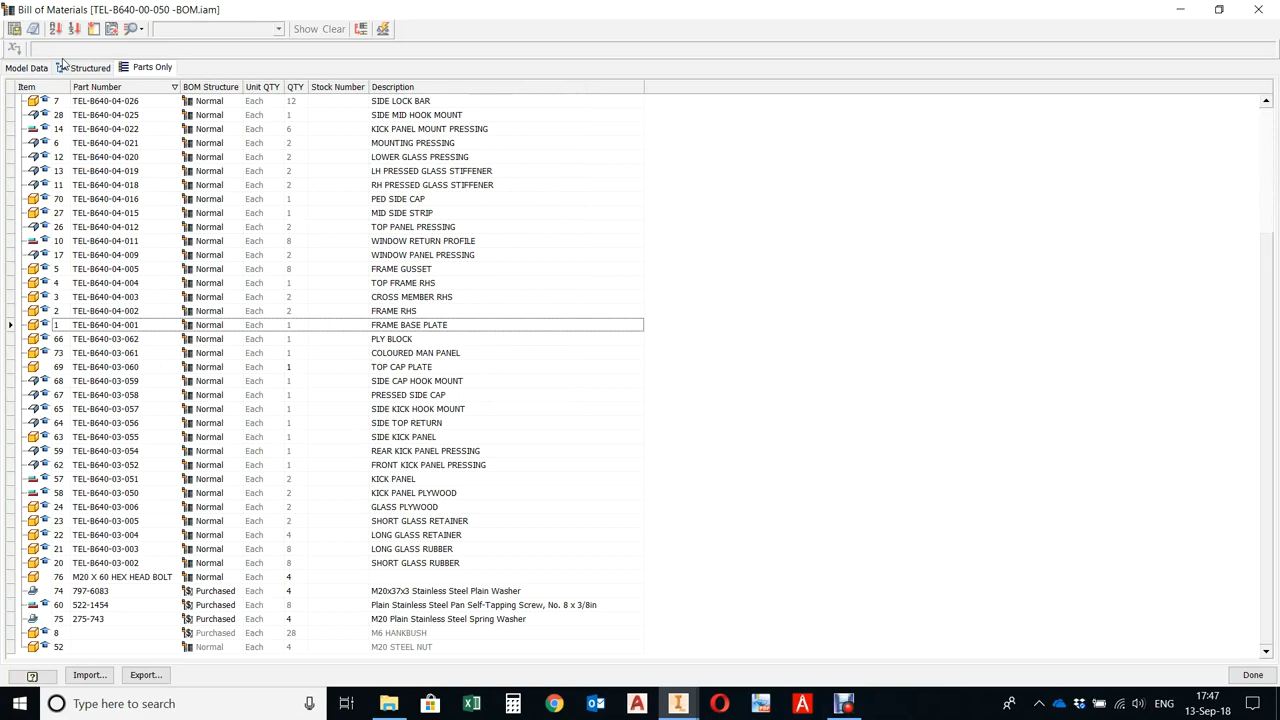 Bill of Materials [TEL-B640-00-050 -BOM.iam]
Show Clear
Model Data Structured Parts Only
Item Part Number BOM Structure Unit QTY QTY Stock Number Description
7 TEL-B640-04-026 Normal Each 12 SIDE LOCK BAR
28 TEL-B640-04-025 Normal Each 1 SIDE MID HOOK MOUNT
14 TEL-B640-04-022 Normal Each 6 KICK PANEL MOUNT PRESSING
6 TEL-B640-04-021 Normal Each 2 MOUNTING PRESSING
12 TEL-B640-04-020 Normal Each 2 LOWER GLASS PRESSING
13 TEL-B640-04-019 Normal Each 2 LH PRESSED GLASS STIFFENER
11 TEL-B640-04-018 Normal Each 2 RH PRESSED GLASS STIFFENER
70 TEL-B640-04-016 Normal Each 1 PED SIDE CAP
27 TEL-B640-04-015 Normal Each 1 MID SIDE STRIP
26 TEL-B640-04-012 Normal Each 2 TOP PANEL PRESSING
10 TEL-B640-04-011 Normal Each 8 WINDOW RETURN PROFILE
17 TEL-B640-04-009 Normal Each 2 WINDOW PANEL PRESSING
5 TEL-B640-04-005 Normal Each 8 FRAME GUSSET
4 TEL-B640-04-004 Normal Each 1 TOP FRAME RHS
3 TEL-B640-04-003 Normal Each 2 CROSS MEMBER RHS
2 TEL-B640-04-002 Normal Each 2 FRAME RHS
1 TEL-B640-04-001 Normal Each 1 FRAME BASE PLATE
66 TEL-B640-03-062 Normal Each 1 PLY BLOCK
73 TEL-B640-03-061 Normal Each 1 COLOURED MAN PANEL
69 TEL-B640-03-060 Normal Each 1 TOP CAP PLATE
68 TEL-B640-03-059 Normal Each 1 SIDE CAP HOOK MOUNT
67 TEL-B640-03-058 Normal Each 1 PRESSED SIDE CAP
65 TEL-B640-03-057 Normal Each 1 SIDE KICK HOOK MOUNT
64 TEL-B640-03-056 Normal Each 1 SIDE TOP RETURN
63 TEL-B640-03-055 Normal Each 1 SIDE KICK PANEL
59 TEL-B640-03-054 Normal Each 1 REAR KICK PANEL PRESSING
62 TEL-B640-03-052 Normal Each 1 FRONT KICK PANEL PRESSING
57 TEL-B640-03-051 Normal Each 2 KICK PANEL
58 TEL-B640-03-050 Normal Each 2 KICK PANEL PLYWOOD
24 TEL-B640-03-006 Normal Each 2 GLASS PLYWOOD
23 TEL-B640-03-005 Normal Each 2 SHORT GLASS RETAINER
22 TEL-B640-03-004 Normal Each 4 LONG GLASS RETAINER
21 TEL-B640-03-003 Normal Each 8 LONG GLASS RUBBER
20 TEL-B640-03-002 Normal Each 8 SHORT GLASS RUBBER
76 M20 X 60 HEX HEAD BOLT Normal Each 4
74 797-6083 Purchased Each 4 M20x37x3 Stainless Steel Plain Washer
60 522-1454 Purchased Each 8 Plain Stainless Steel Pan Self-Tapping Screw, No. 8 x 3/8in
75 275-743 Purchased Each 4 M20 Plain Stainless Steel Spring Washer
8 Purchased Each 28 M6 HANKBUSH
52 Normal Each 4 M20 STEEL NUT
Import... Export... Done
Type here to search
ENG
17:47
13-Sep-18